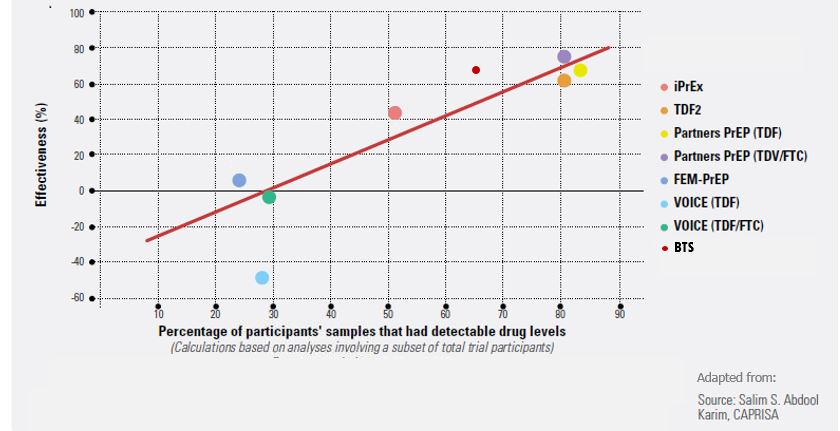 100
80
60
40
20
0
-20
-40
-60
Effectiveness (%)
10 20 30 40 50 60 70 80 90
Percentage of participants' samples that had detectable drug levels
(Calculations based on analyses involving a subset of total trial participants)
iPrEx
TDF2
Partners PrEP (TDF)
Partners PrEP (TDV/FTC)
FEM-PrEP
VOICE (TDF)
VOICE (TDF/FTC)
BTS
Adapted from:
Source: Salim S. Abdool
Karim, CAPRISA